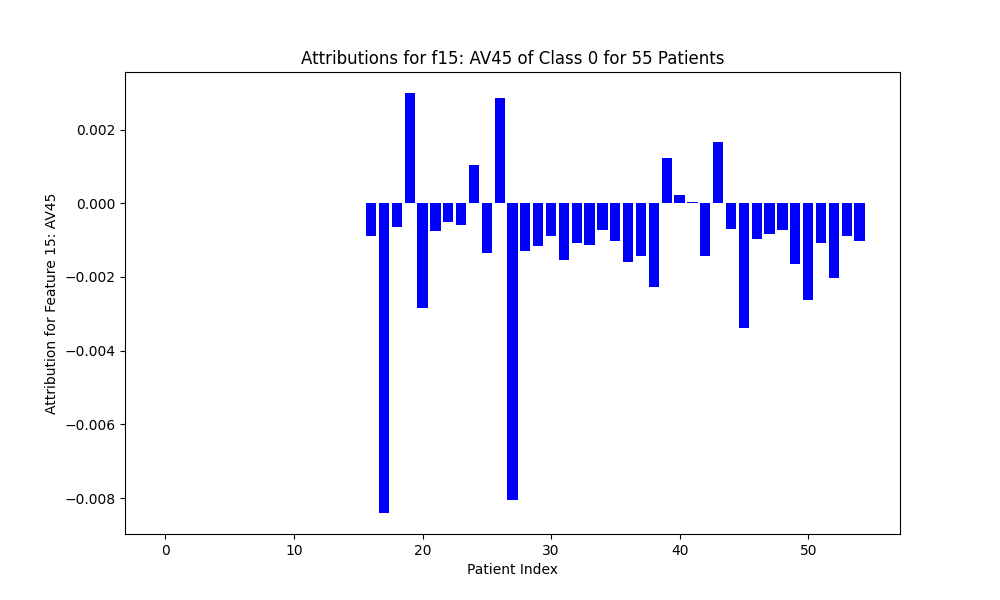 Attributions for f15: AV45 of Class 0 for 55 Patients
Attribution for Feature 15: AV45
0.002
0.000
−0.002
−0.004
−0.006
−0.008
0 10 20 30 40 50
Patient Index